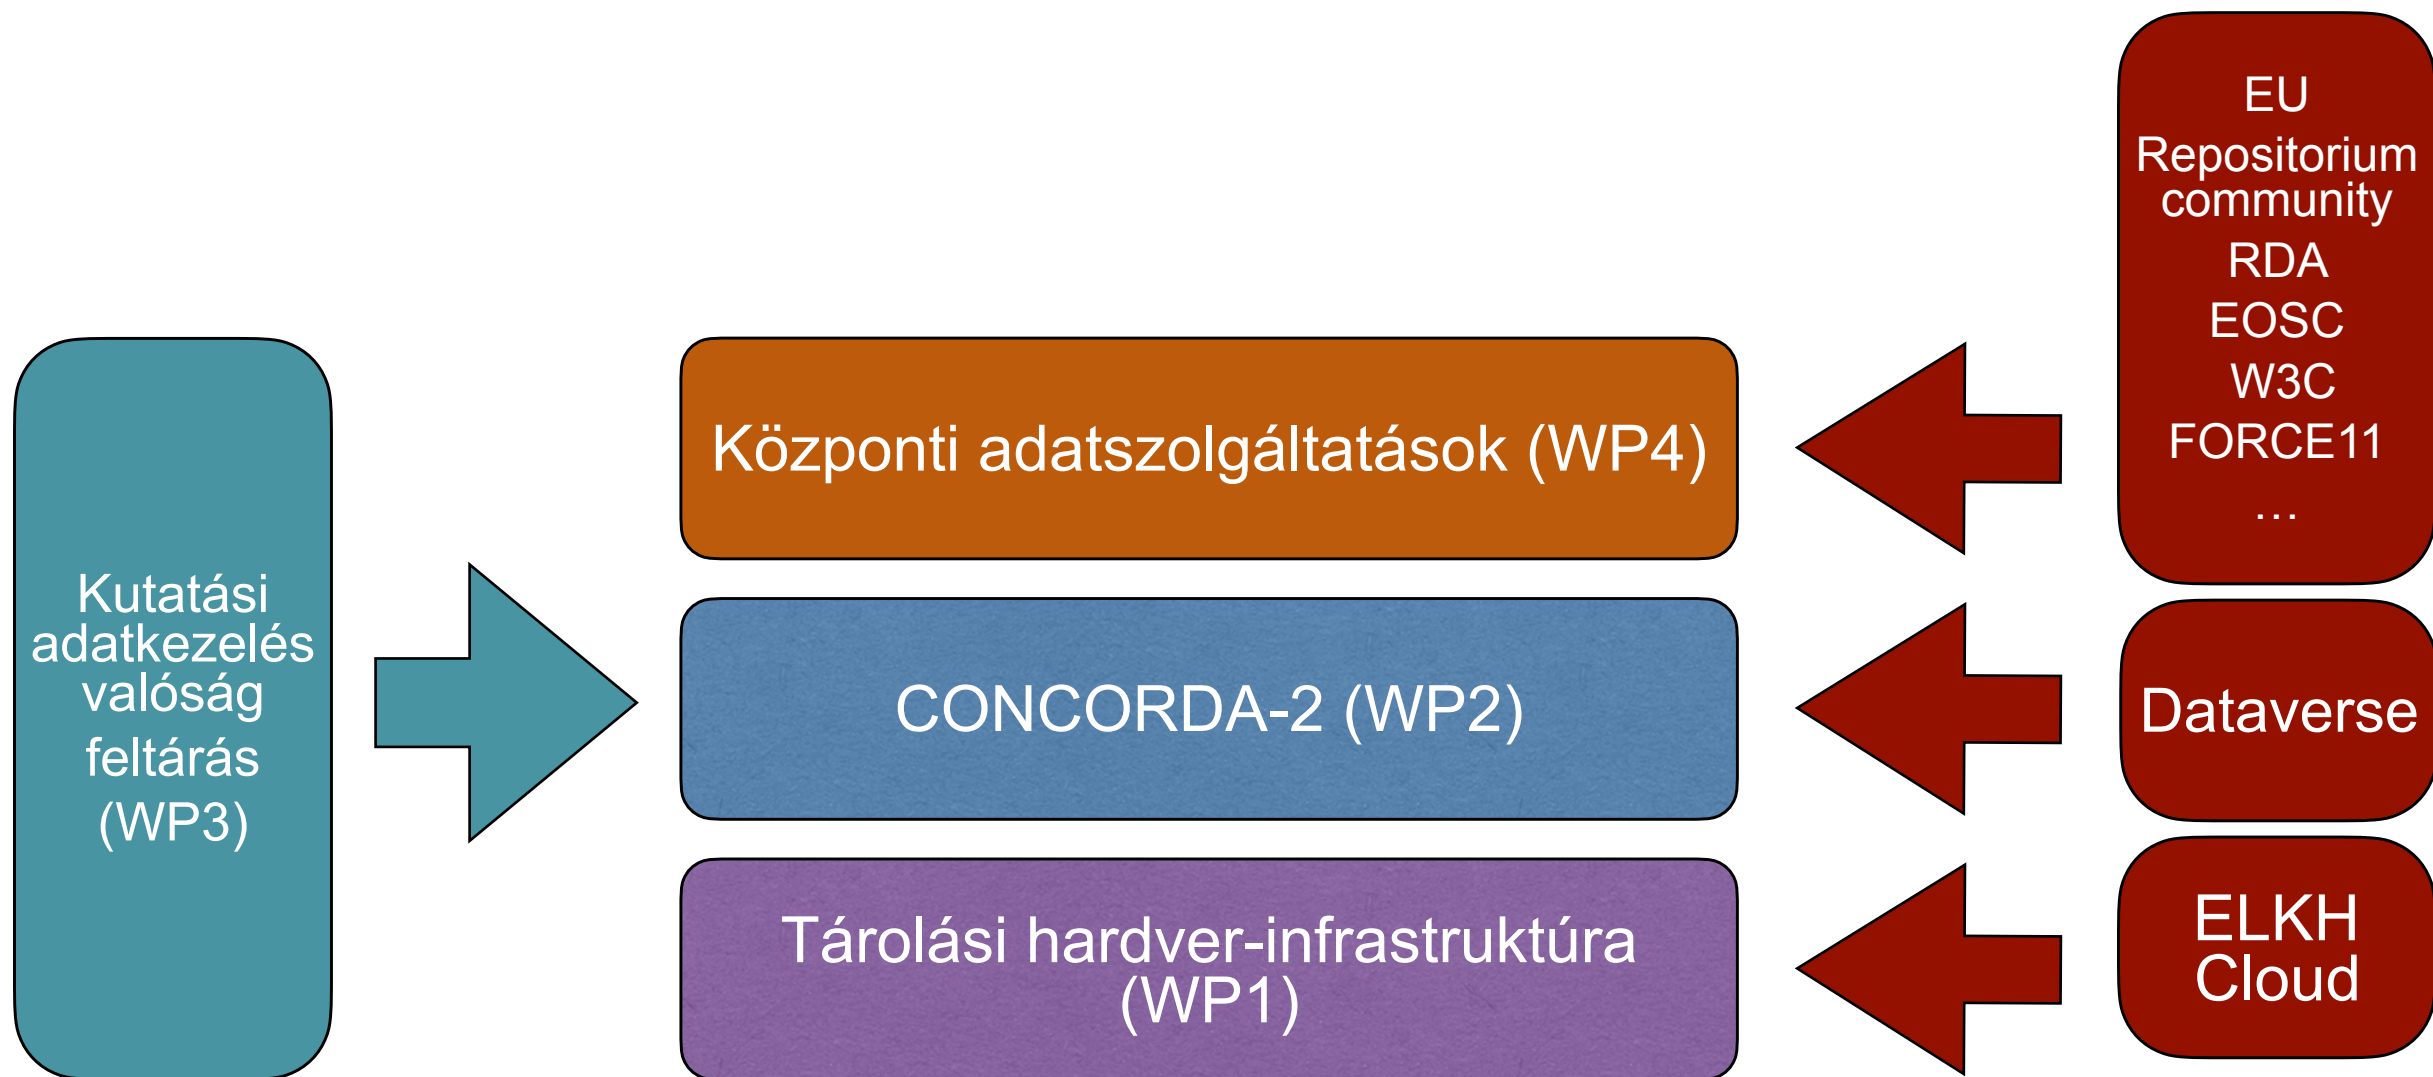 Kutatási
adatkezelés
valóság
feltárás
(WP3)
Központi adatszolgáltatások (WP4)
CONCORDA-2 (WP2)
Tárolási hardver-infrastruktúra
(WP1)
EU
Repositorium
community
RDA
EOSC
W3C
FORCE11
…
Dataverse
ELKH
Cloud